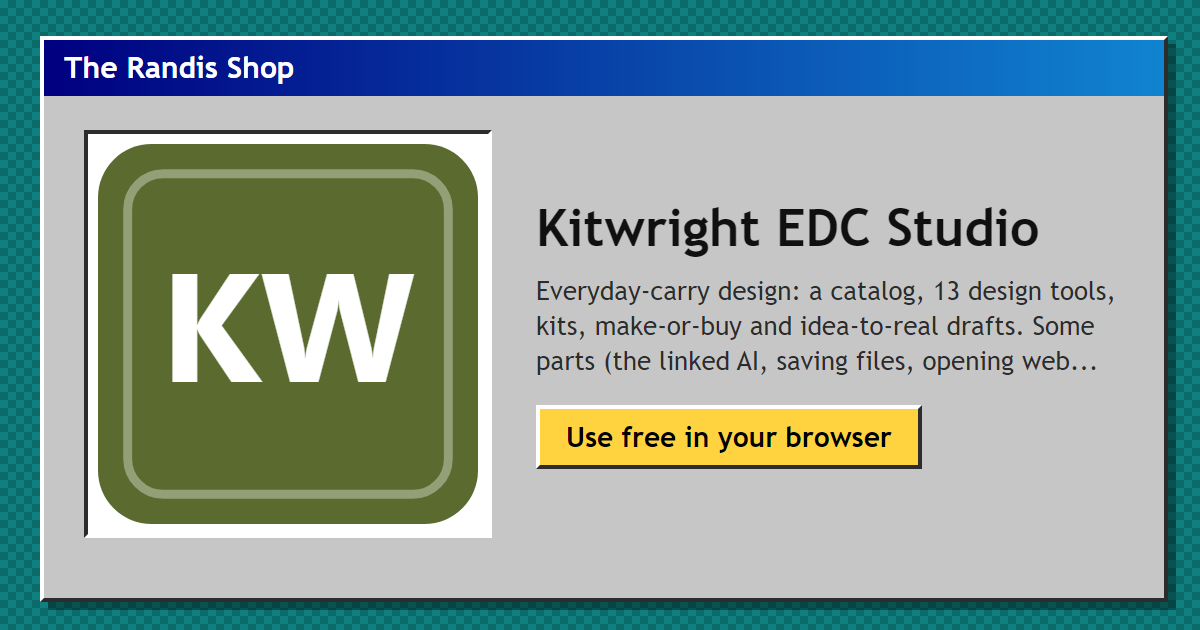 The Randis Shop
KW
Kitwright EDC Studio
Everyday-carry design: a catalog, 13 design tools,
kits, make-or-buy and idea-to-real drafts. Some
parts (the linked AI, saving files, opening web...
Use free in your browser